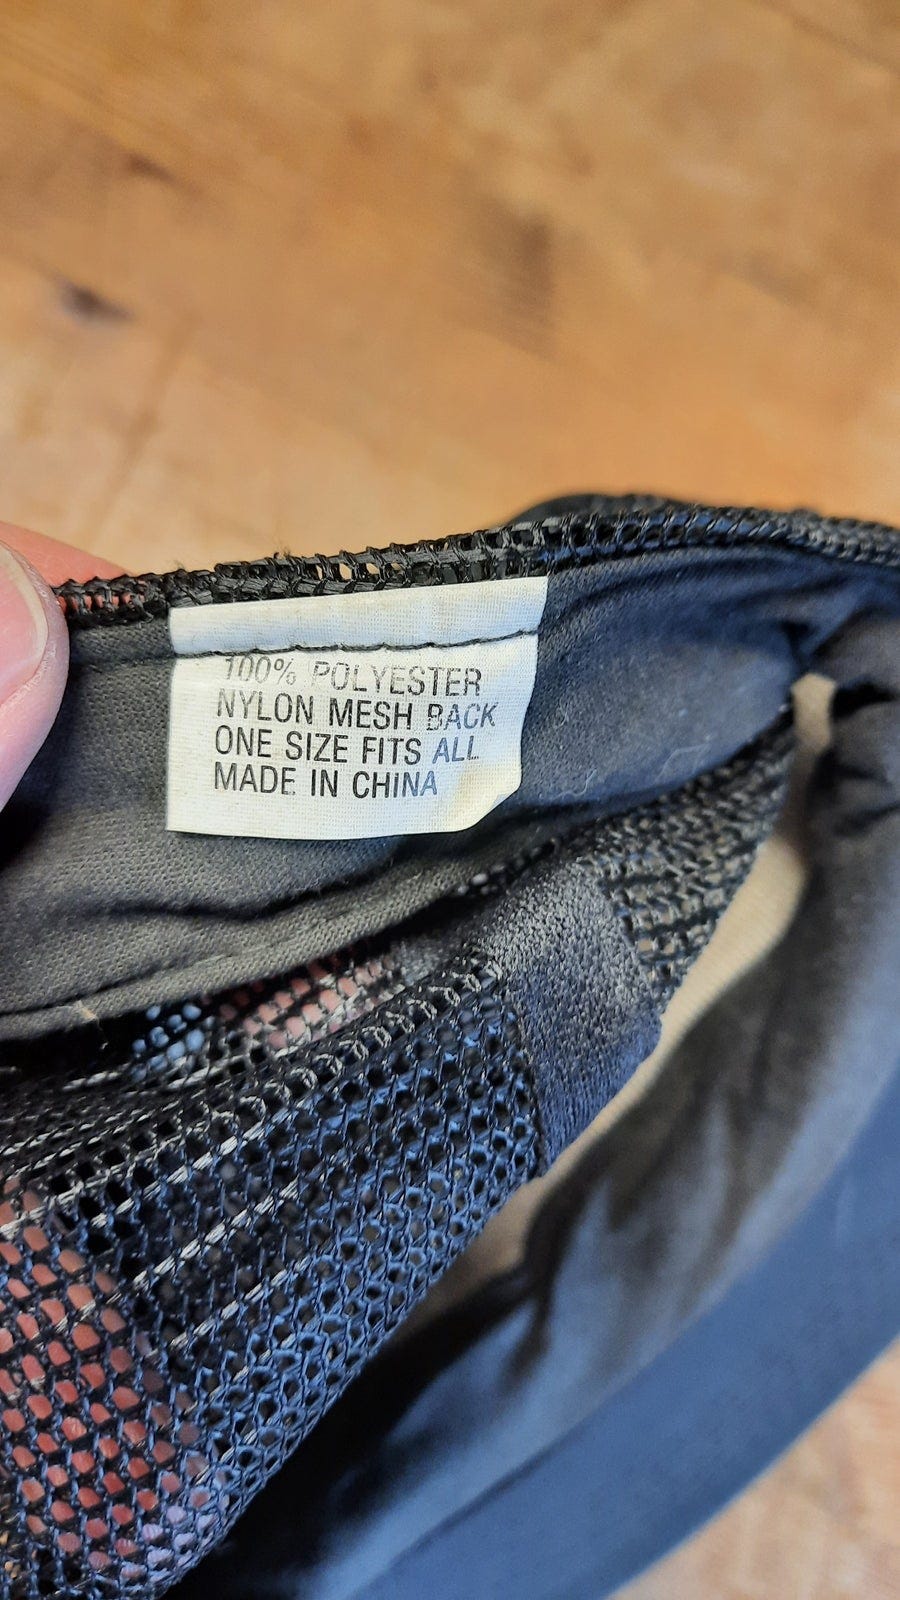 100% POLYESTER
NYLON MESH BACK
ONE SIZE FITS ALL
MADE IN CHINA